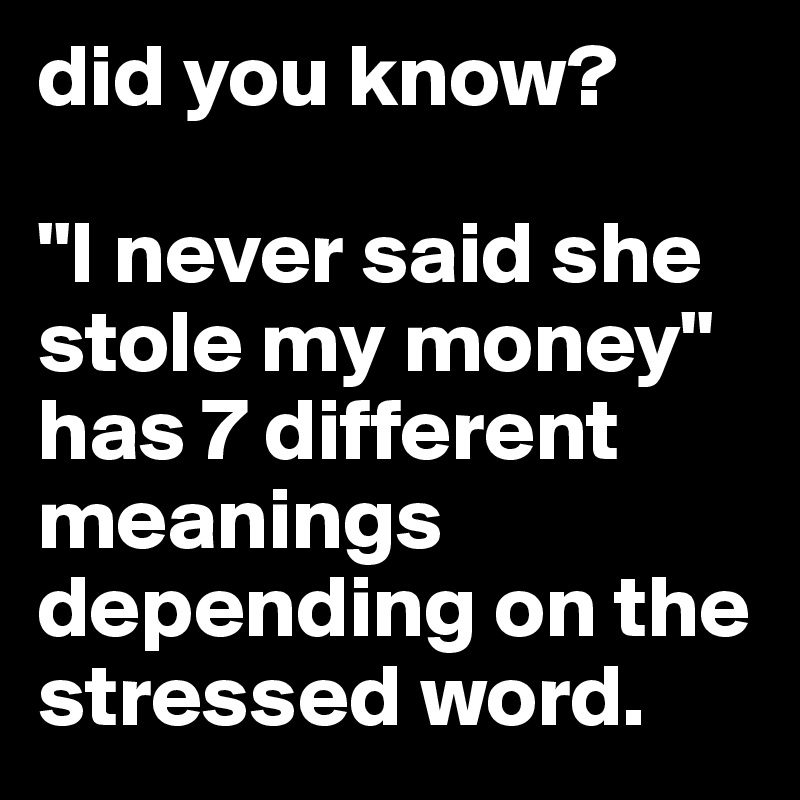 did you know?
"I never said she
stole my money"
has 7 different
meanings
depending on the
stressed word.